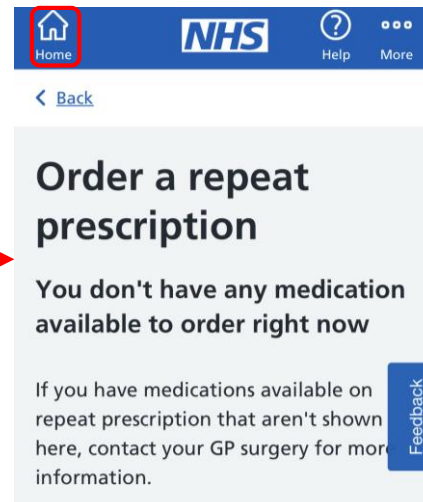 Home NHS Help More
Back
Order a repeat
prescription
You don't have any medication
available to order right now
If you have medications available on
repeat prescription that aren't shown
here, contact your GP surgery for more
information.
Feedback